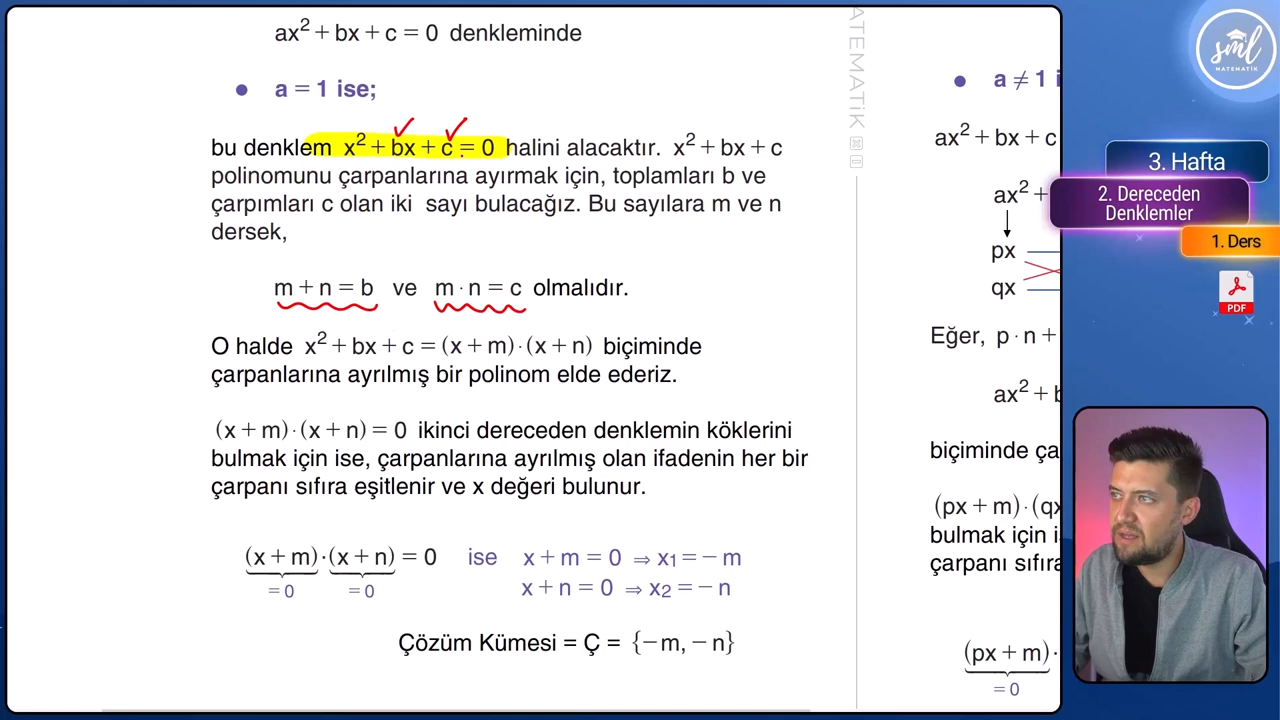 ax² + bx + c = 0 denkleminde
• a = 1 ise;
bu denklem x² + bx + c = 0 halini alacaktır. x² + bx + c
polinomunu çarpanlarına ayırmak için, toplamları b ve
çarpımları c olan iki sayı bulacağız. Bu sayılara m ve n
dersek,
m + n = b ve m · n = c olmalıdır.
O halde x² + bx + c = (x + m) · (x + n) biçiminde
çarpanlarına ayrılmış bir polinom elde ederiz.
(x + m) · (x + n) = 0 ikinci dereceden denklemin köklerini
bulmak için ise, çarpanlarına ayrılmış olan ifadenin her bir
çarpanı sıfıra eşitlenir ve x değeri bulunur.
(x + m) · (x + n) = 0 ise x + m = 0 ⇒ x₁ = − m
= 0 = 0 x + n = 0 ⇒ x₂ = − n
Çözüm Kümesi = Ç = {− m, − n}
ATEMATİK
• a ≠ 1 i
ax² + bx + c
ax² +
px
qx
Eğer, p · n +
ax² + b
biçiminde ça
(px + m) · (qx
bulmak için i
çarpanı sıfıra
(px + m) ·
= 0
sml
MATEMATİK
3. Hafta
2. Dereceden
Denklemler
1. Ders
PDF